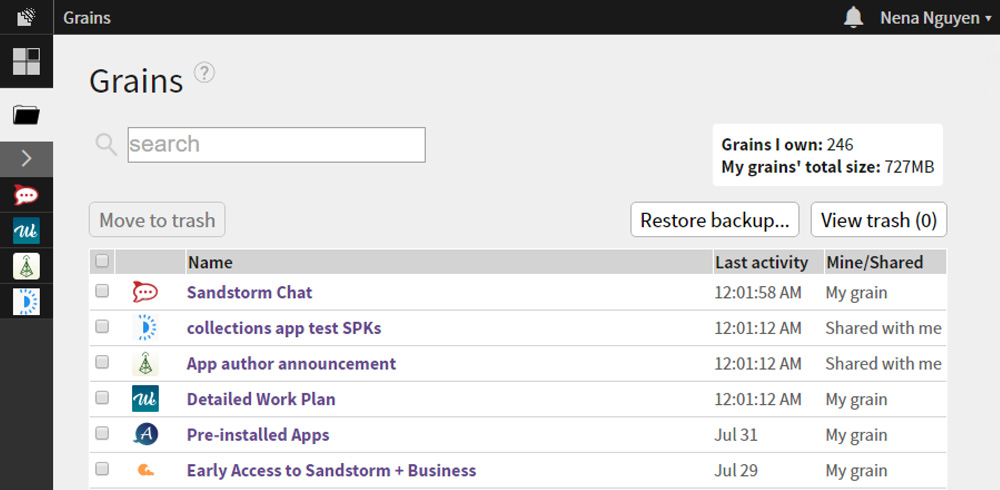 Grains
Nena Nguyen ▾
Grains ?
search
Grains I own: 246
My grains' total size: 727MB
Move to trash
Restore backup...
View trash (0)
Name Last activity Mine/Shared
Sandstorm Chat 12:01:58 AM My grain
collections app test SPKs 12:01:12 AM Shared with me
App author announcement 12:01:12 AM Shared with me
Detailed Work Plan 12:01:12 AM My grain
Pre-installed Apps Jul 31 My grain
Early Access to Sandstorm + Business Jul 29 My grain